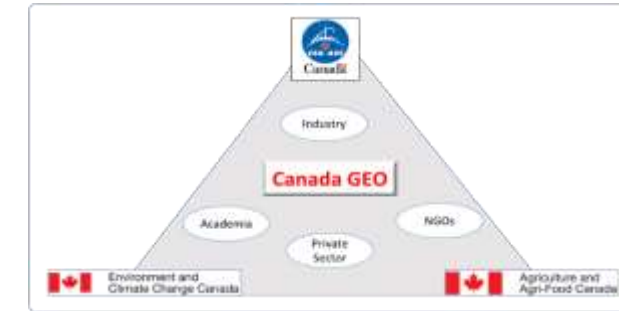 Canada
Industry
Canada GEO
Academia
NGOs
Private
Sector
Environment and
Climate Change Canada
Agriculture and
Agri-Food Canada